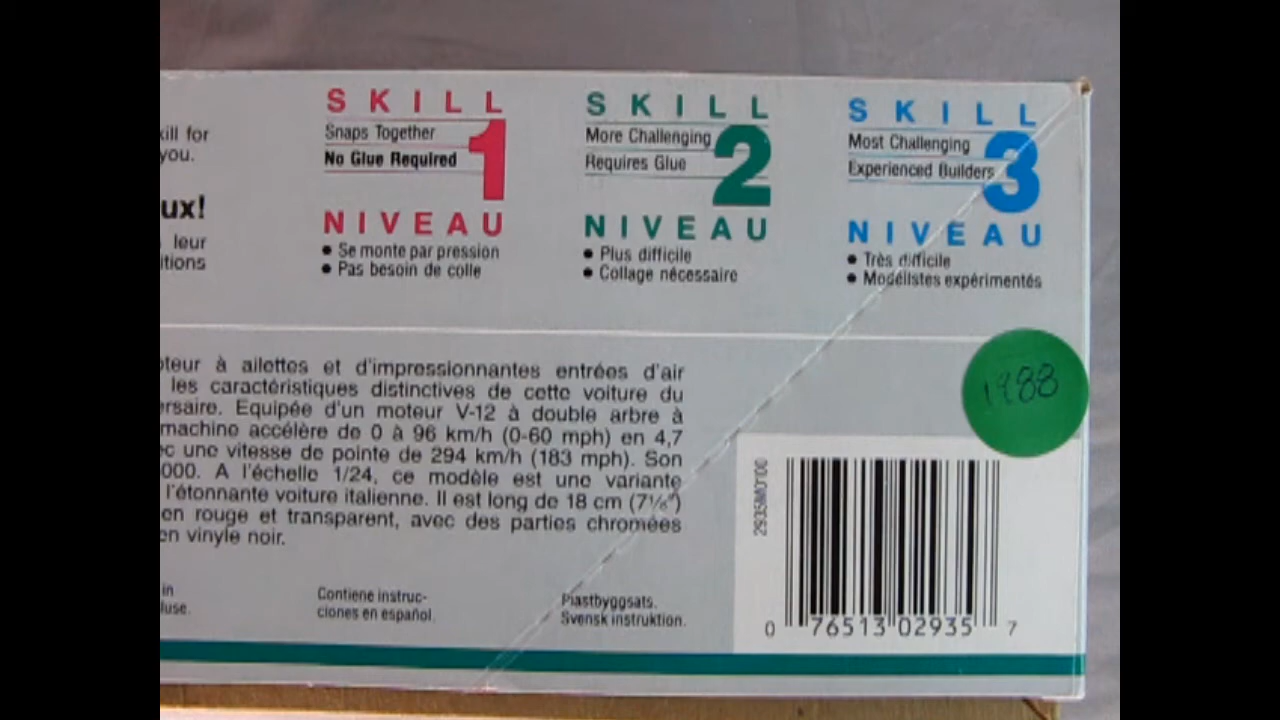 kill for
you.
ux!
leur
itions
SKILL
Snaps Together
No Glue Required
1
NIVEAU
• Se monte par pression
• Pas besoin de colle
SKILL
More Challenging
Requires Glue
2
NIVEAU
• Plus difficile
• Collage nécessaire
SKILL
Most Challenging
Experienced Builders
3
NIVEAU
• Très difficile
• Modélistes expérimentés
oteur à ailettes et d'impressionnantes entrées d'air
les caractéristiques distinctives de cette voiture du
ersaire. Equipée d'un moteur V-12 à double arbre à
machine accélère de 0 à 96 km/h (0-60 mph) en 4,7
ec une vitesse de pointe de 294 km/h (183 mph). Son
000. A l'échelle 1/24, ce modèle est une variante
l'étonnante voiture italienne. Il est long de 18 cm (7⅛")
en rouge et transparent, avec des parties chromées
en vinyle noir.
1988
in
luse.
Contiene instruc-
ciones en español.
Plastbyggsats.
Svensk instruktion.
2935M0100
0 76513 02935 7